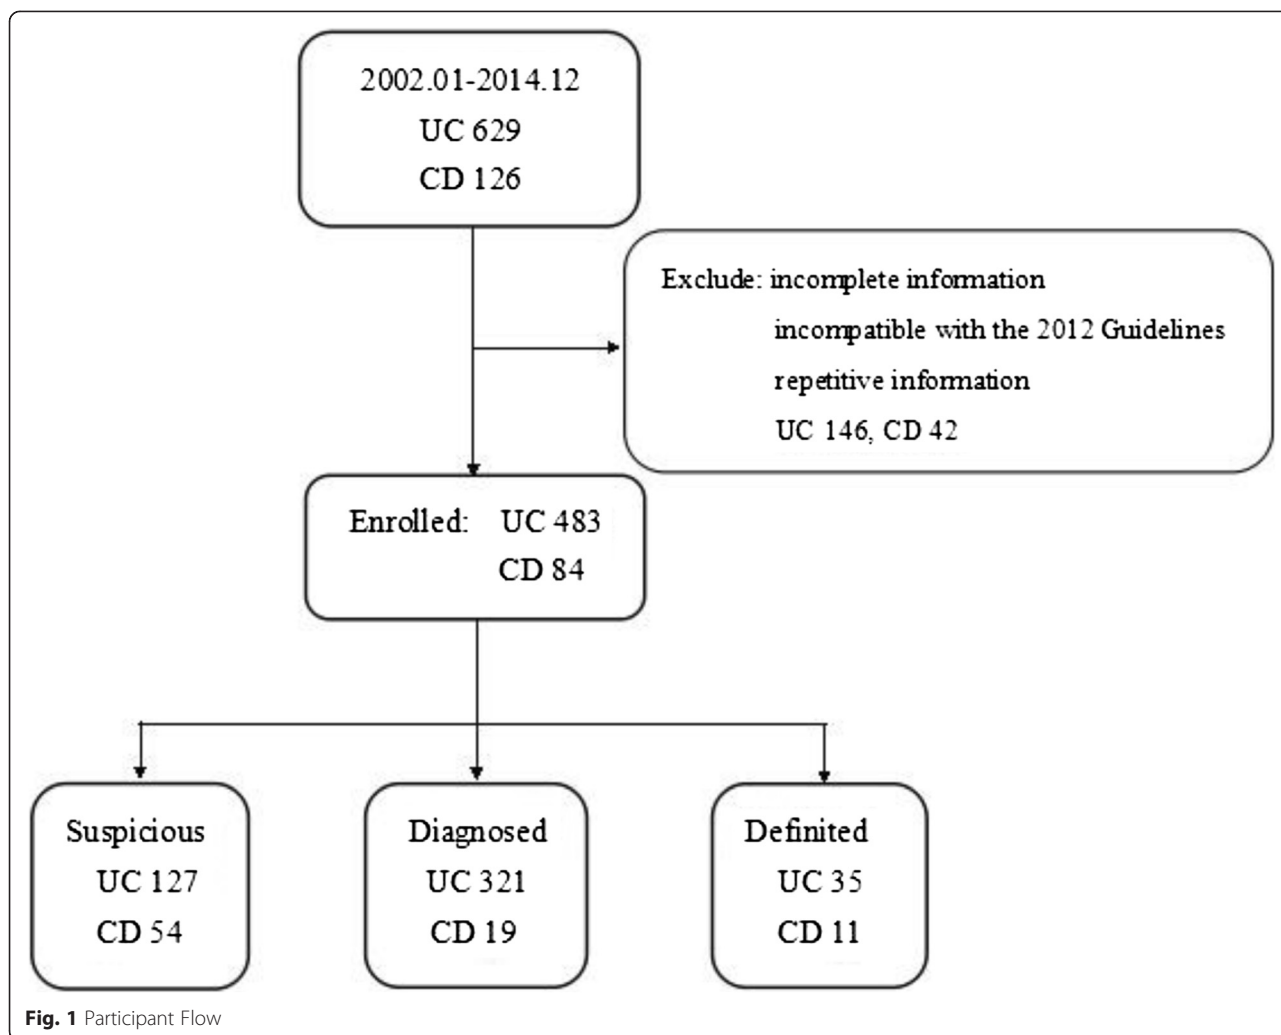 2002.01-2014.12
UC 629
CD 126
Exclude: incomplete information
incompatible with the 2012 Guidelines
repetitive information
UC 146, CD 42
Enrolled: UC 483
CD 84
Suspicious
UC 127
CD 54
Diagnosed
UC 321
CD 19
Definited
UC 35
CD 11
Fig. 1 Participant Flow